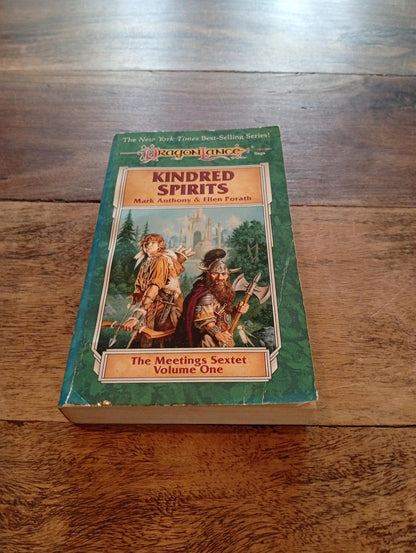 The New York Times Best-Selling Series!
DRAGONLANCE
Saga
KINDRED
SPIRITS
Mark Anthony & Ellen Porath
The Meetings Sextet
Volume One